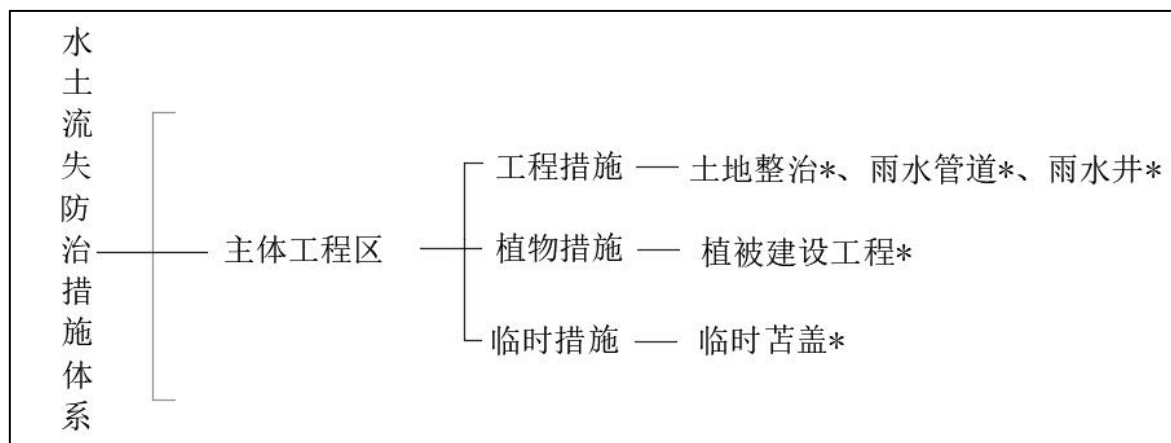 水土流失防治措施体系
主体工程区
工程措施 — 土地整治*、雨水管道*、雨水井*
植物措施 — 植被建设工程*
临时措施 — 临时苫盖*